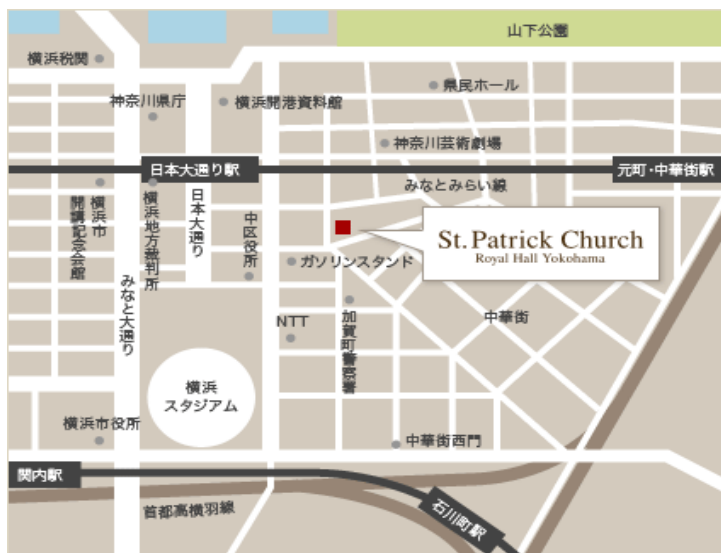 山下公園
横浜税関
県民ホール
神奈川県庁
横浜開港資料館
神奈川芸術劇場
日本大通り駅
元町・中華街駅
みなとみらい線
横浜市
開講記念会館
横浜地方裁判所
日本大通り
中区役所
St. Patrick Church
Royal Hall Yokohama
ガソリンスタンド
みなと大通り
NTT
加賀町警察署
中華街
横浜
スタジアム
横浜市役所
中華街西門
関内駅
首都高横羽線
石川町駅